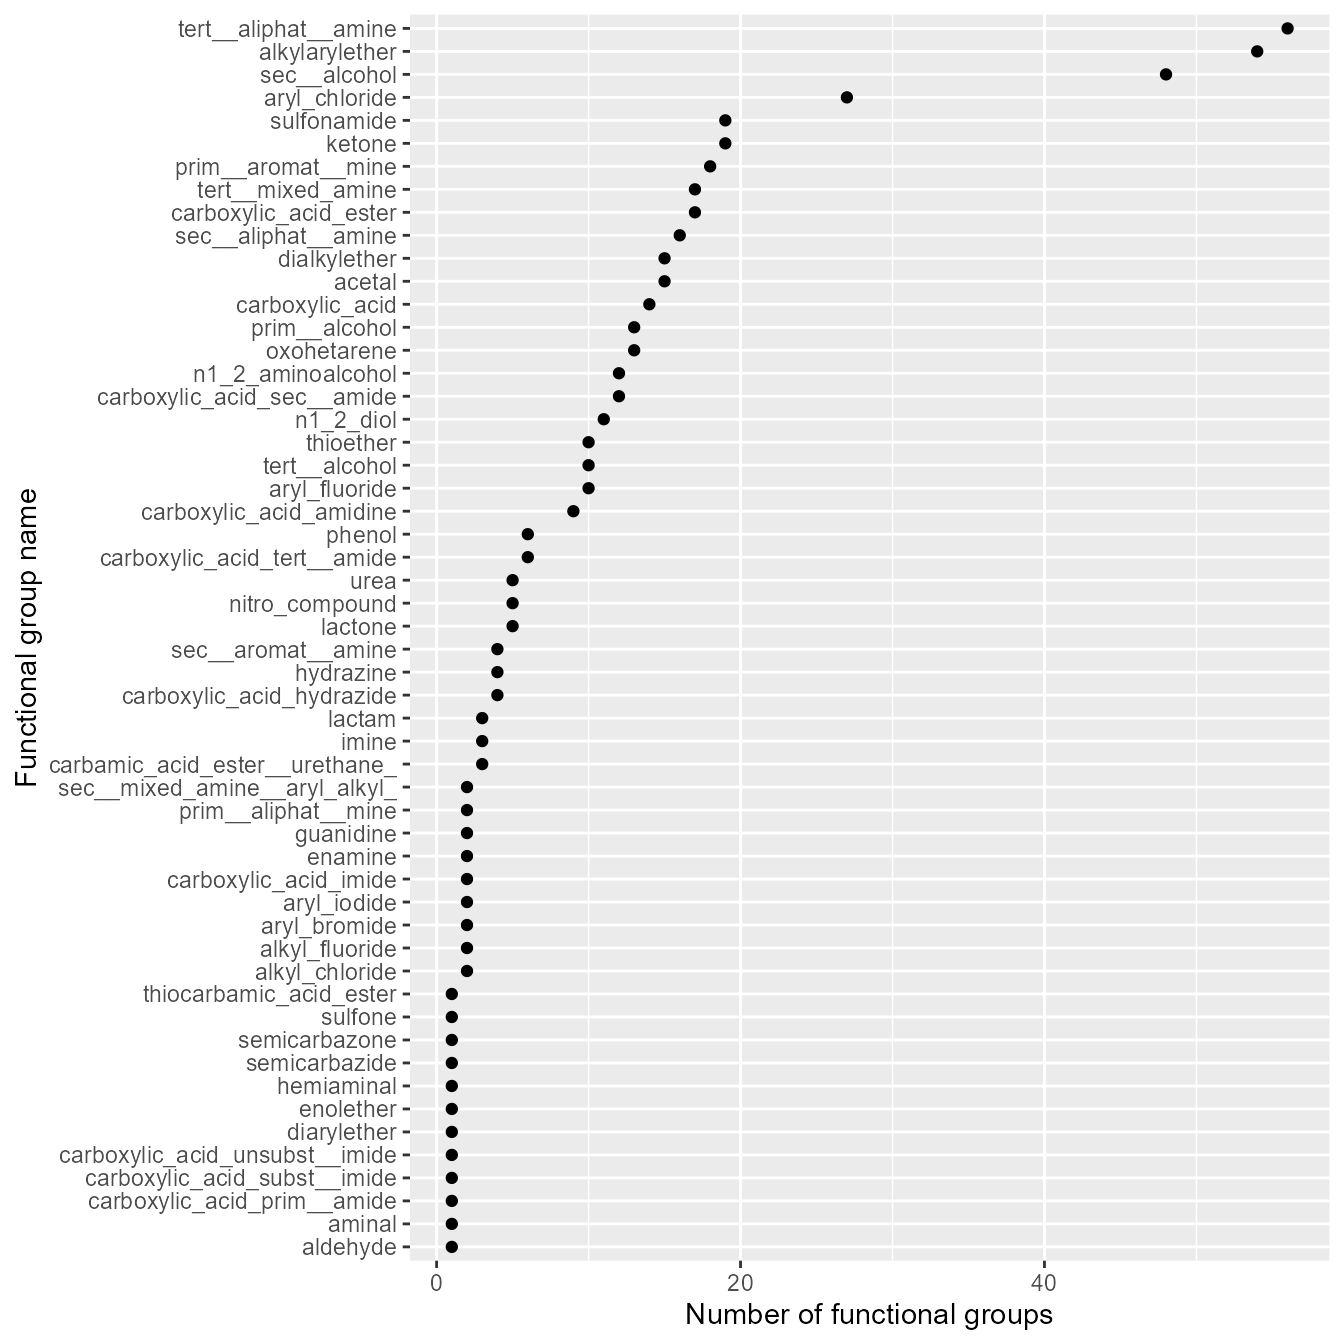 tert__aliphat__amine
alkylarylether
sec__alcohol
aryl_chloride
sulfonamide
ketone
prim__aromat__mine
tert__mixed_amine
carboxylic_acid_ester
sec__aliphat__amine
dialkylether
acetal
carboxylic_acid
prim__alcohol
oxohetarene
n1_2_aminoalcohol
carboxylic_acid_sec__amide
n1_2_diol
thioether
tert__alcohol
aryl_fluoride
carboxylic_acid_amidine
phenol
carboxylic_acid_tert__amide
urea
nitro_compound
lactone
sec__aromat__amine
hydrazine
carboxylic_acid_hydrazide
lactam
imine
carbamic_acid_ester__urethane_
sec__mixed_amine__aryl_alkyl_
prim__aliphat__mine
guanidine
enamine
carboxylic_acid_imide
aryl_iodide
aryl_bromide
alkyl_fluoride
alkyl_chloride
thiocarbamic_acid_ester
sulfone
semicarbazone
semicarbazide
hemiaminal
enolether
diarylether
carboxylic_acid_unsubst__imide
carboxylic_acid_subst__imide
carboxylic_acid_prim__amide
aminal
aldehyde
Functional group name
0 20 40
Number of functional groups